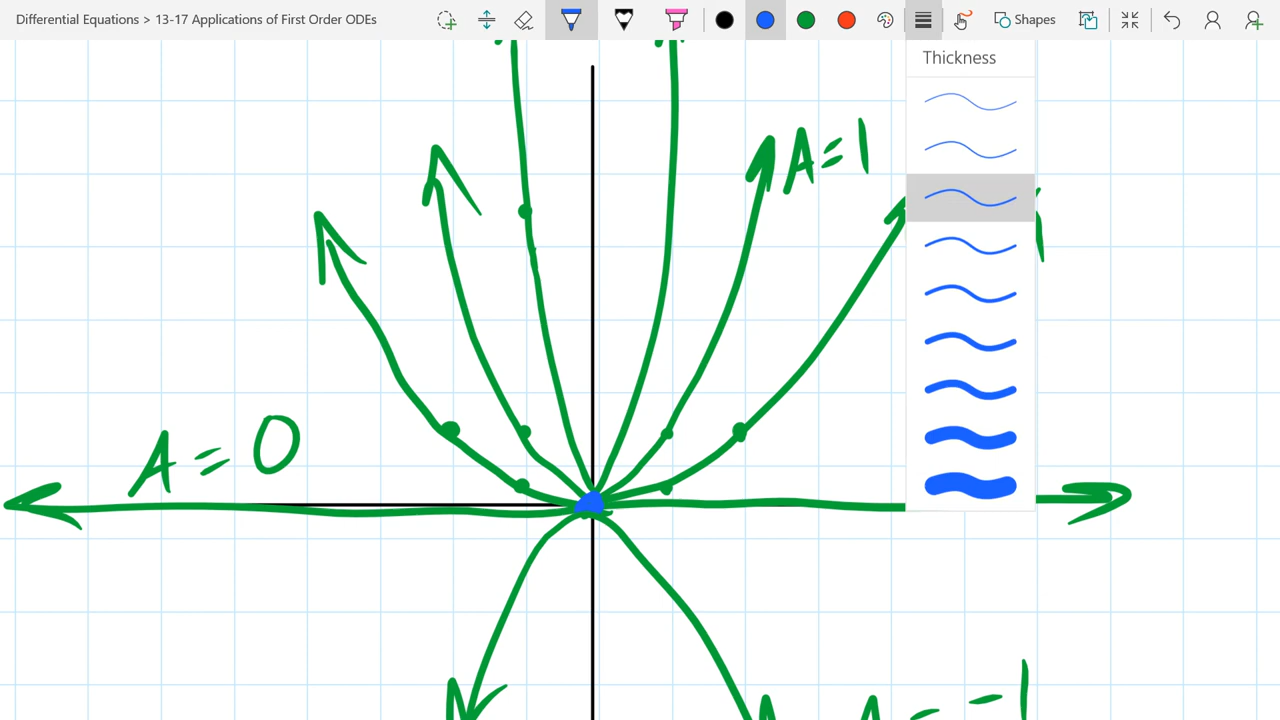 Differential Equations > 13-17 Applications of First Order ODEs
Shapes
Thickness
A=1
A=0
A=-1